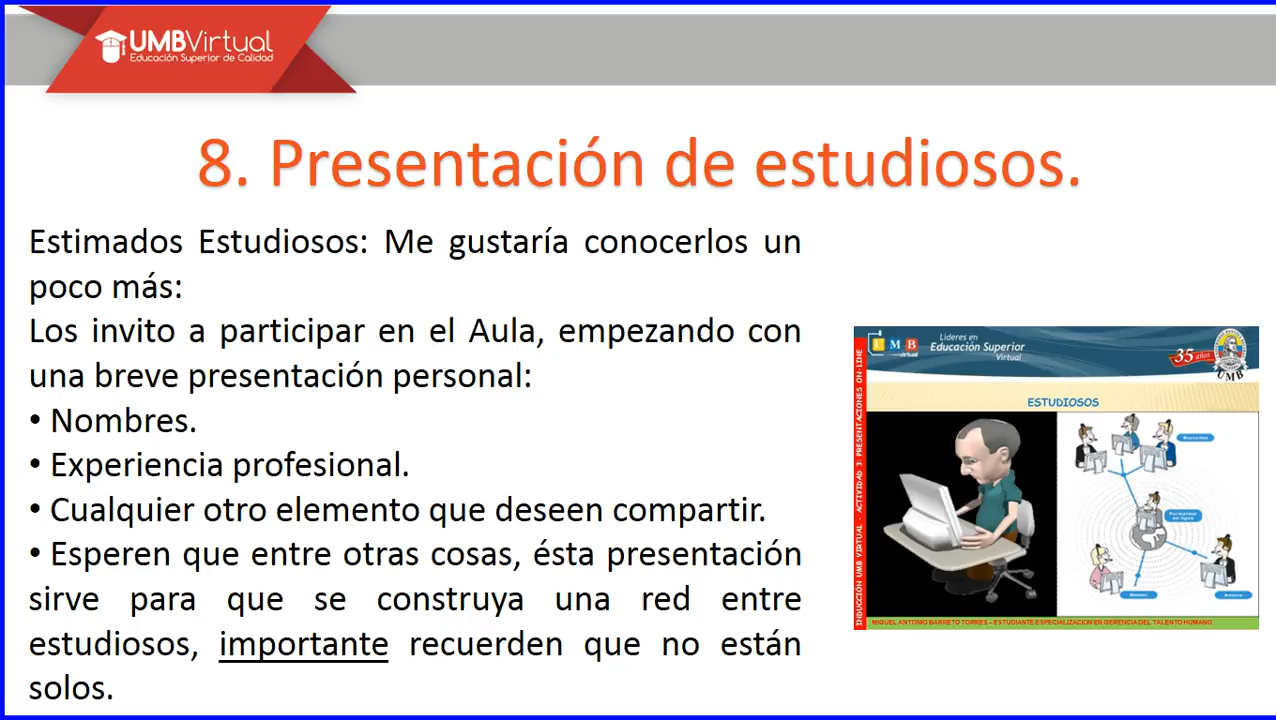 UMBVirtual
Educación Superior de Calidad
8. Presentación de estudiosos.
Estimados Estudiosos: Me gustaría conocerlos un
poco más:
Los invito a participar en el Aula, empezando con
una breve presentación personal:
• Nombres.
• Experiencia profesional.
• Cualquier otro elemento que deseen compartir.
• Esperen que entre otras cosas, ésta presentación
sirve para que se construya una red entre
estudiosos, importante recuerden que no están
solos.
UMB
virtual
Lideres en
Educación Superior
Virtual
35 años
UMB
ESTUDIOSOS
INDUCCIÓN UMB VIRTUAL - ACTIVIDAD 3: PRESENTACIONES ON-LINE
MIGUEL ANTONIO BARRETO TORRES - ESTUDIANTE ESPECIALIZACION EN GERENCIA DEL TALENTO HUMANO